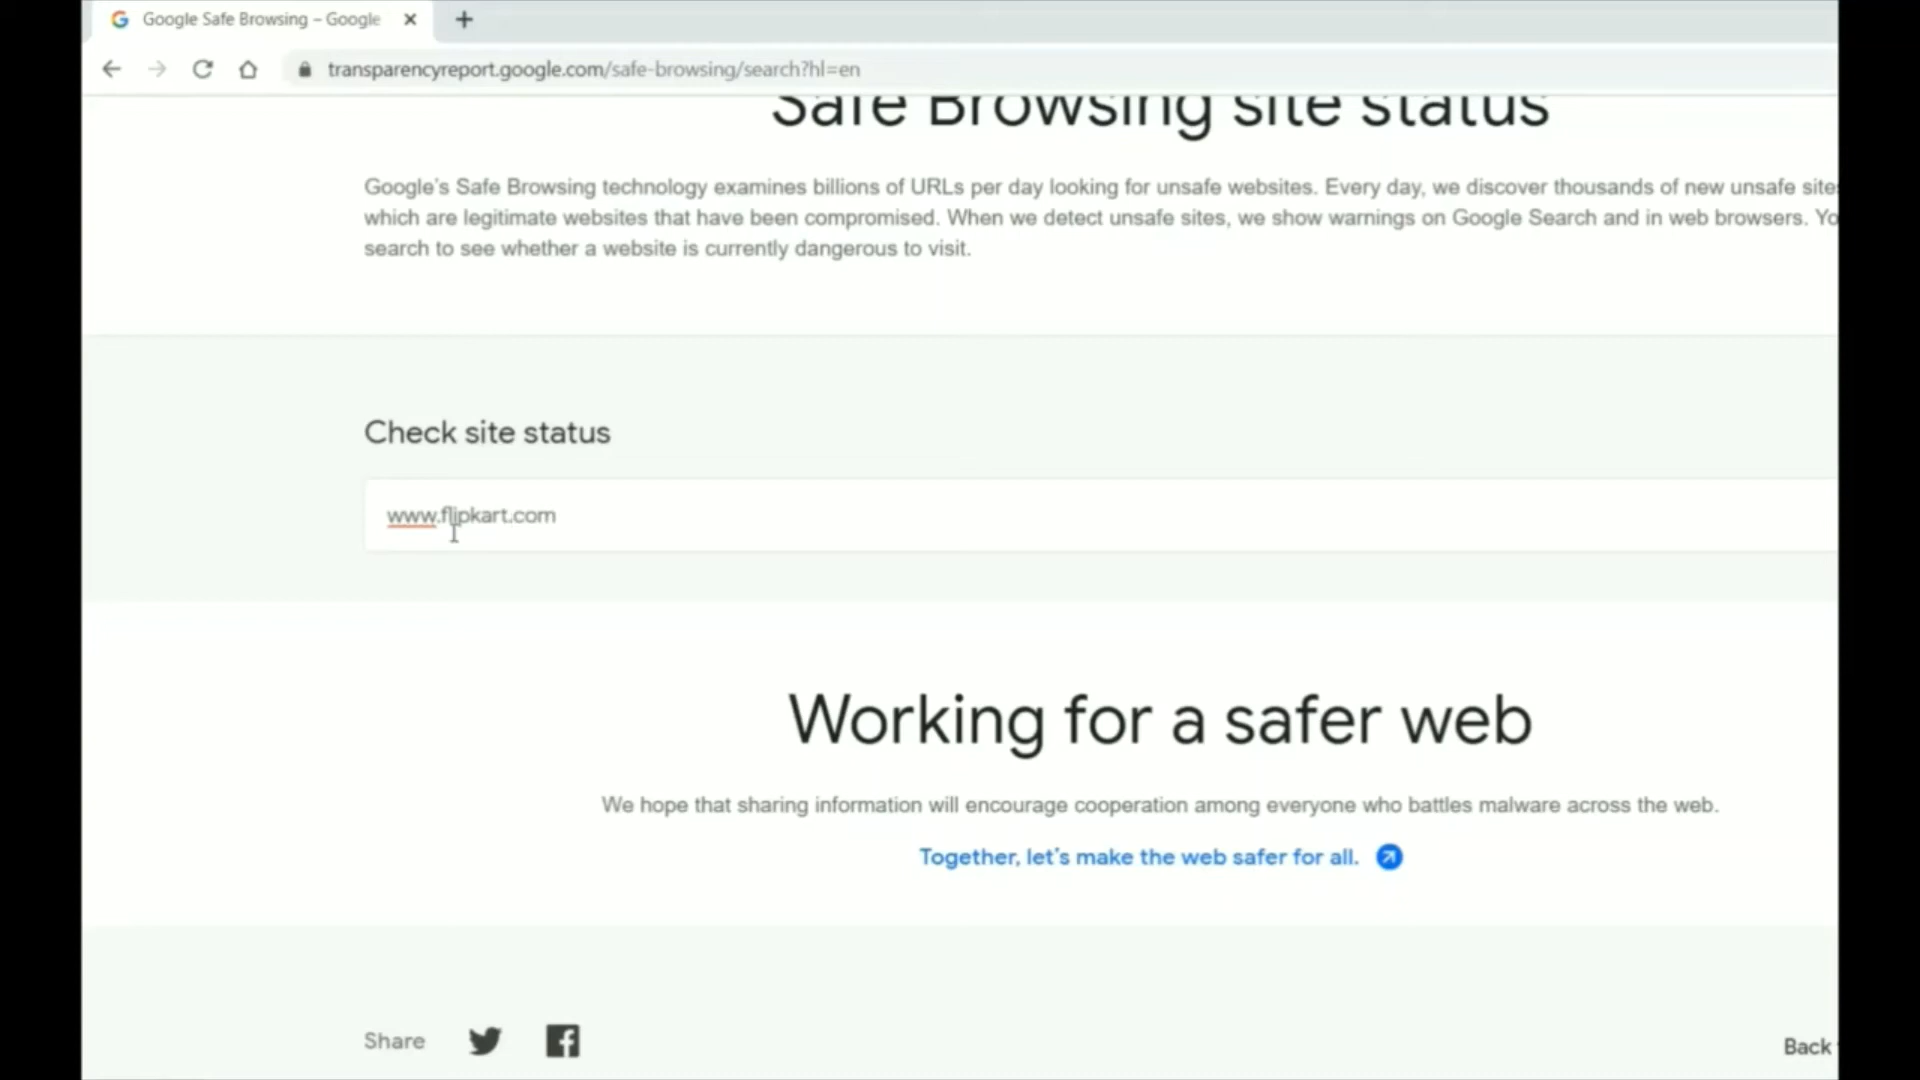 Google Safe Browsing – Google
transparencyreport.google.com/safe-browsing/search?hl=en
Safe Browsing site status
Google's Safe Browsing technology examines billions of URLs per day looking for unsafe websites. Every day, we discover thousands of new unsafe site
which are legitimate websites that have been compromised. When we detect unsafe sites, we show warnings on Google Search and in web browsers. Yo
search to see whether a website is currently dangerous to visit.
Check site status
www.flipkart.com
Working for a safer web
We hope that sharing information will encourage cooperation among everyone who battles malware across the web.
Together, let's make the web safer for all.
Share
Back